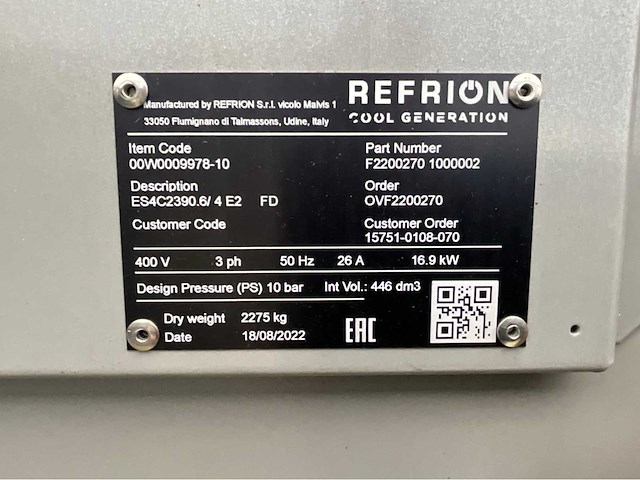 Manufactured by REFRION S.r.l. vicolo Malvis 1
33050 Flumignano di Talmassons, Udine, Italy
REFRION
COOL GENERATION
Item Code
00W0009978-10
Part Number
F2200270 1000002
Description
ES4C2390.6/ 4 E2 FD
Order
OVF2200270
Customer Code
Customer Order
15751-0108-070
400 V 3 ph 50 Hz 26 A 16.9 kW
Design Pressure (PS) 10 bar Int Vol.: 446 dm3
Dry weight 2275 kg
Date 18/08/2022
EAC